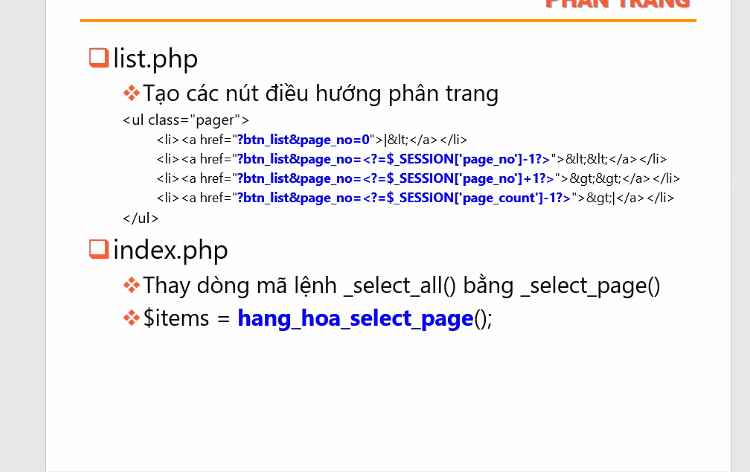 PHÂN TRANG
❑list.php
❖Tạo các nút điều hướng phân trang
<ul class="pager">
<li><a href="?btn_list&page_no=0">|&lt;</a></li>
<li><a href="?btn_list&page_no=<?=$_SESSION['page_no']-1?>">&lt;&lt;</a></li>
<li><a href="?btn_list&page_no=<?=$_SESSION['page_no']+1?>">&gt;&gt;</a></li>
<li><a href="?btn_list&page_no=<?=$_SESSION['page_count']-1?>">&gt;|</a></li>
</ul>
❑index.php
❖Thay dòng mã lệnh _select_all() bằng _select_page()
❖$items = hang_hoa_select_page();